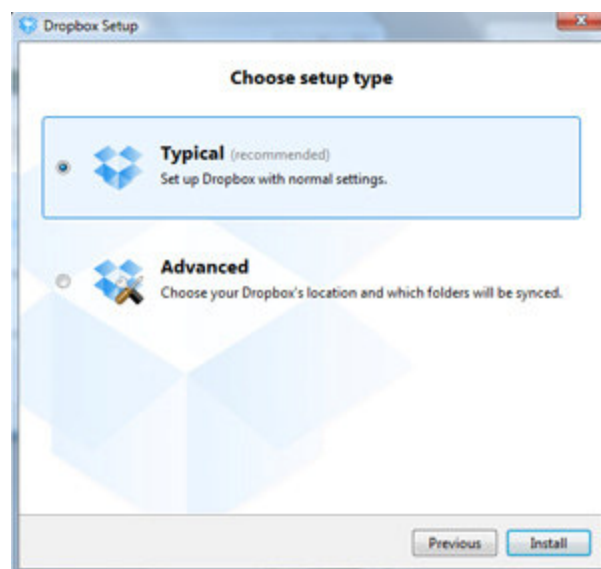 Dropbox Setup
Choose setup type
Typical (recommended)
Set up Dropbox with normal settings.
Advanced
Choose your Dropbox's location and which folders will be synced.
Previous Install